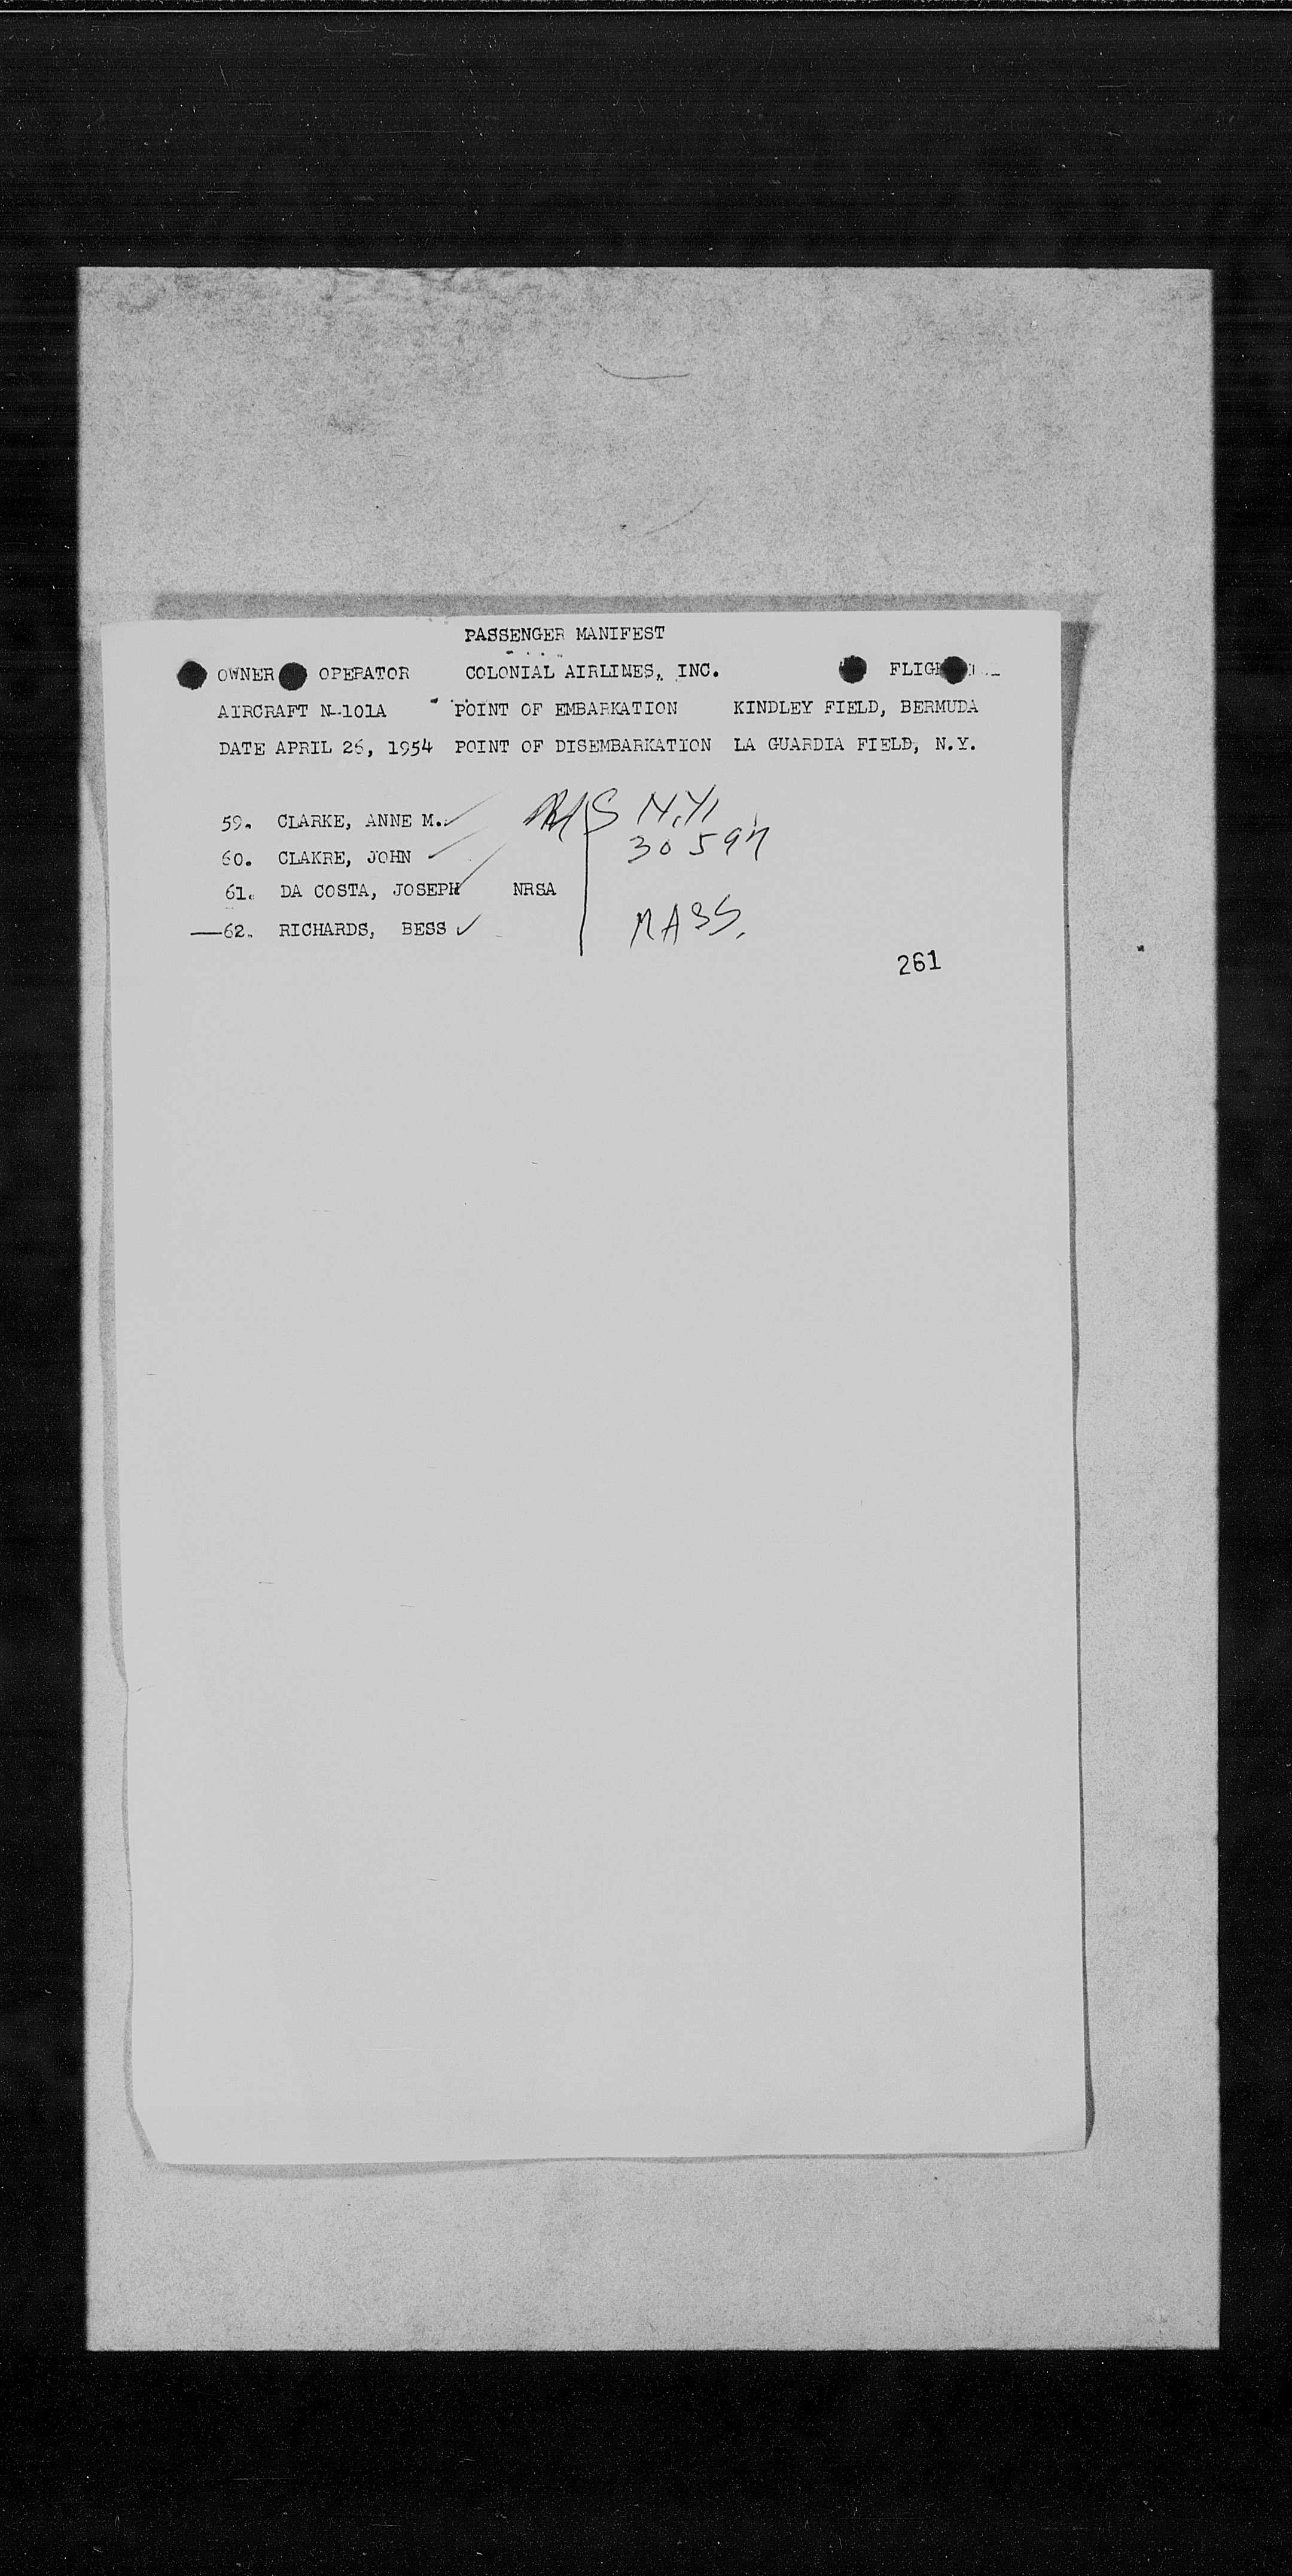 PASSENGER MANIFEST
OWNER OPERATOR COLONIAL AIRLINES, INC.
AIRCRAFT N-101A POINT OF EMBARKATION KINDLEY FIELD, BERMUDA
DATE APRIL 26, 1954 POINT OF DISEMBARKATION LA GUARDIA FIELD, N.Y.
59. CLARKE, ANNE M. N.Y.
60. CLAKRE, JOHN 30597
61. DA COSTA, JOSEPH NRSA
62. RICHARDS, BESS MASS.
261